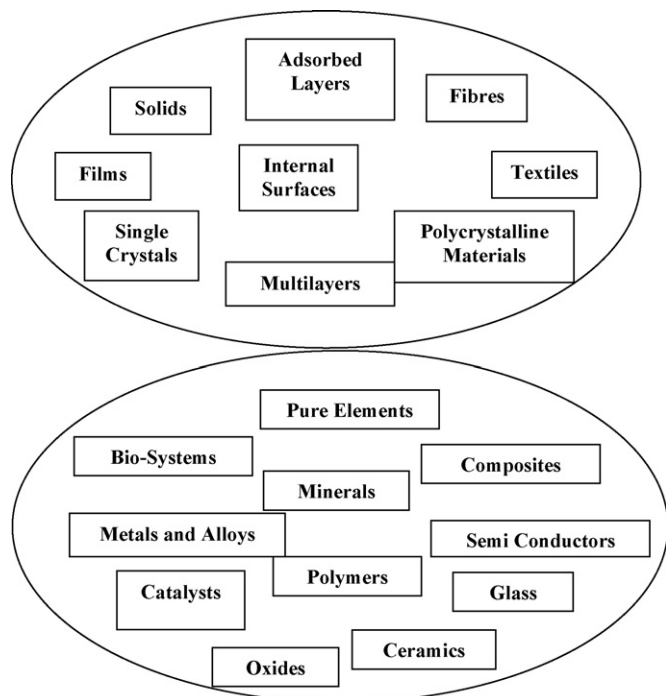 Adsorbed
Layers
Fibres
Solids
Internal
Surfaces
Films
Textiles
Single
Crystals
Polycrystalline
Materials
Multilayers
Pure Elements
Bio-Systems
Composites
Minerals
Metals and Alloys
Semi Conductors
Polymers
Catalysts
Glass
Ceramics
Oxides